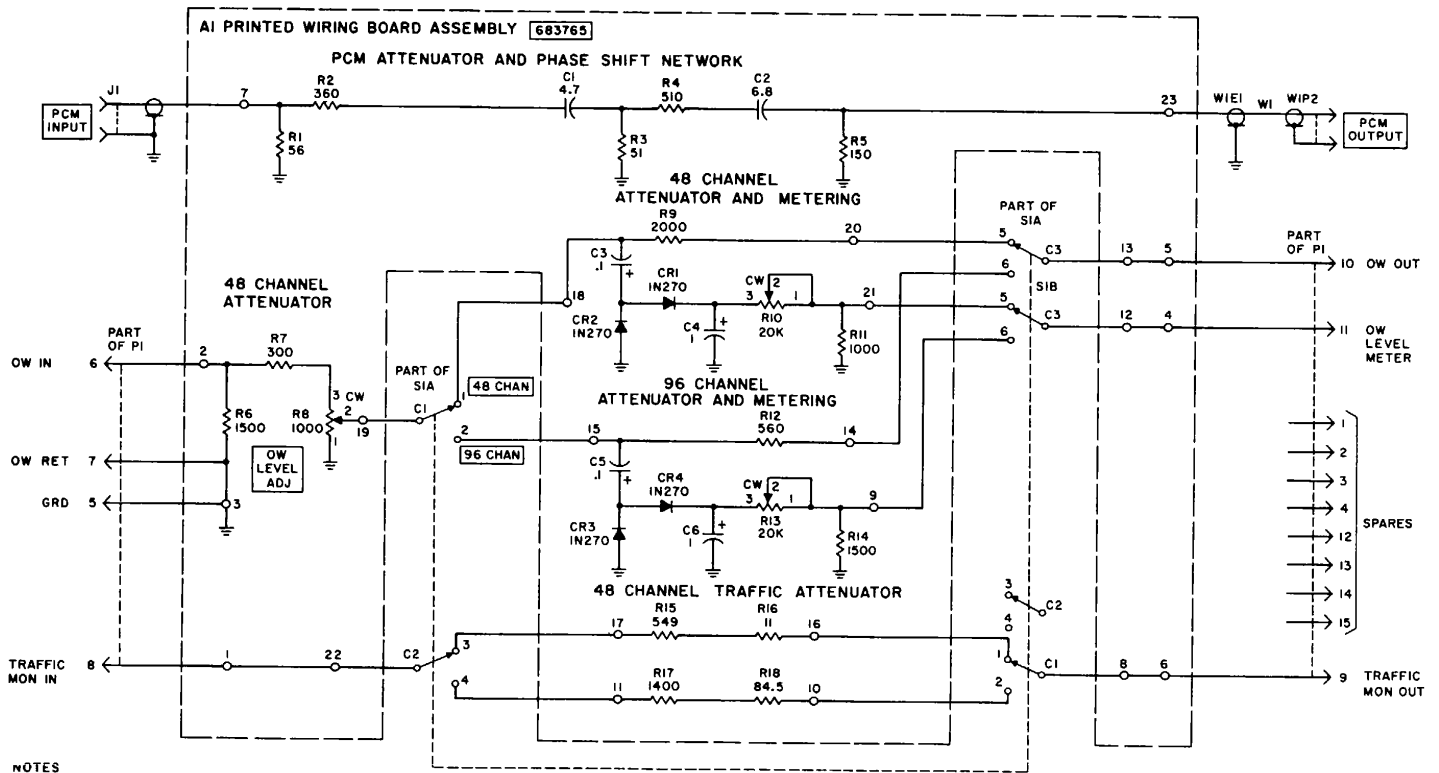 A1 PRINTED WIRING BOARD ASSEMBLY 683765
PCM ATTENUATOR AND PHASE SHIFT NETWORK
J1
PCM INPUT
7
R2
360
R1
56
C1
4.7
R3
51
R4
510
C2
6.8
R5
150
23
W1E1
W1
W1P2
PCM OUTPUT
48 CHANNEL
ATTENUATOR AND METERING
R9
2000
20
C3
.1
+
18
CR1
1N270
CR2
1N270
C4
1
+
CW
2
3
1
R10
20K
21
R11
1000
PART OF
S1A
5
6
C3
13
5
S1B
5
6
C3
12
4
PART
OF P1
10 OW OUT
11 OW
LEVEL
METER
48 CHANNEL
ATTENUATOR
PART
OF P1
OW IN 6
2
R7
300
R6
1500
3
CW
2
R8
1000
1
19
OW
LEVEL
ADJ
OW RET 7
GRD 5
3
PART OF
S1A
C1
1
48 CHAN
2
96 CHAN
96 CHANNEL
ATTENUATOR AND METERING
15
R12
560
14
C5
.1
+
CR4
1N270
CR3
1N270
C6
1
+
CW
2
3
1
R13
20K
9
R14
1500
1
2
3
4
12
13
14
15
SPARES
48 CHANNEL TRAFFIC ATTENUATOR
17
R15
549
R16
11
16
11
R17
1400
R18
84.5
10
TRAFFIC
MON IN
8
1
22
C2
3
4
3
4
C2
1
2
C1
8
6
9 TRAFFIC
MON OUT
NOTES